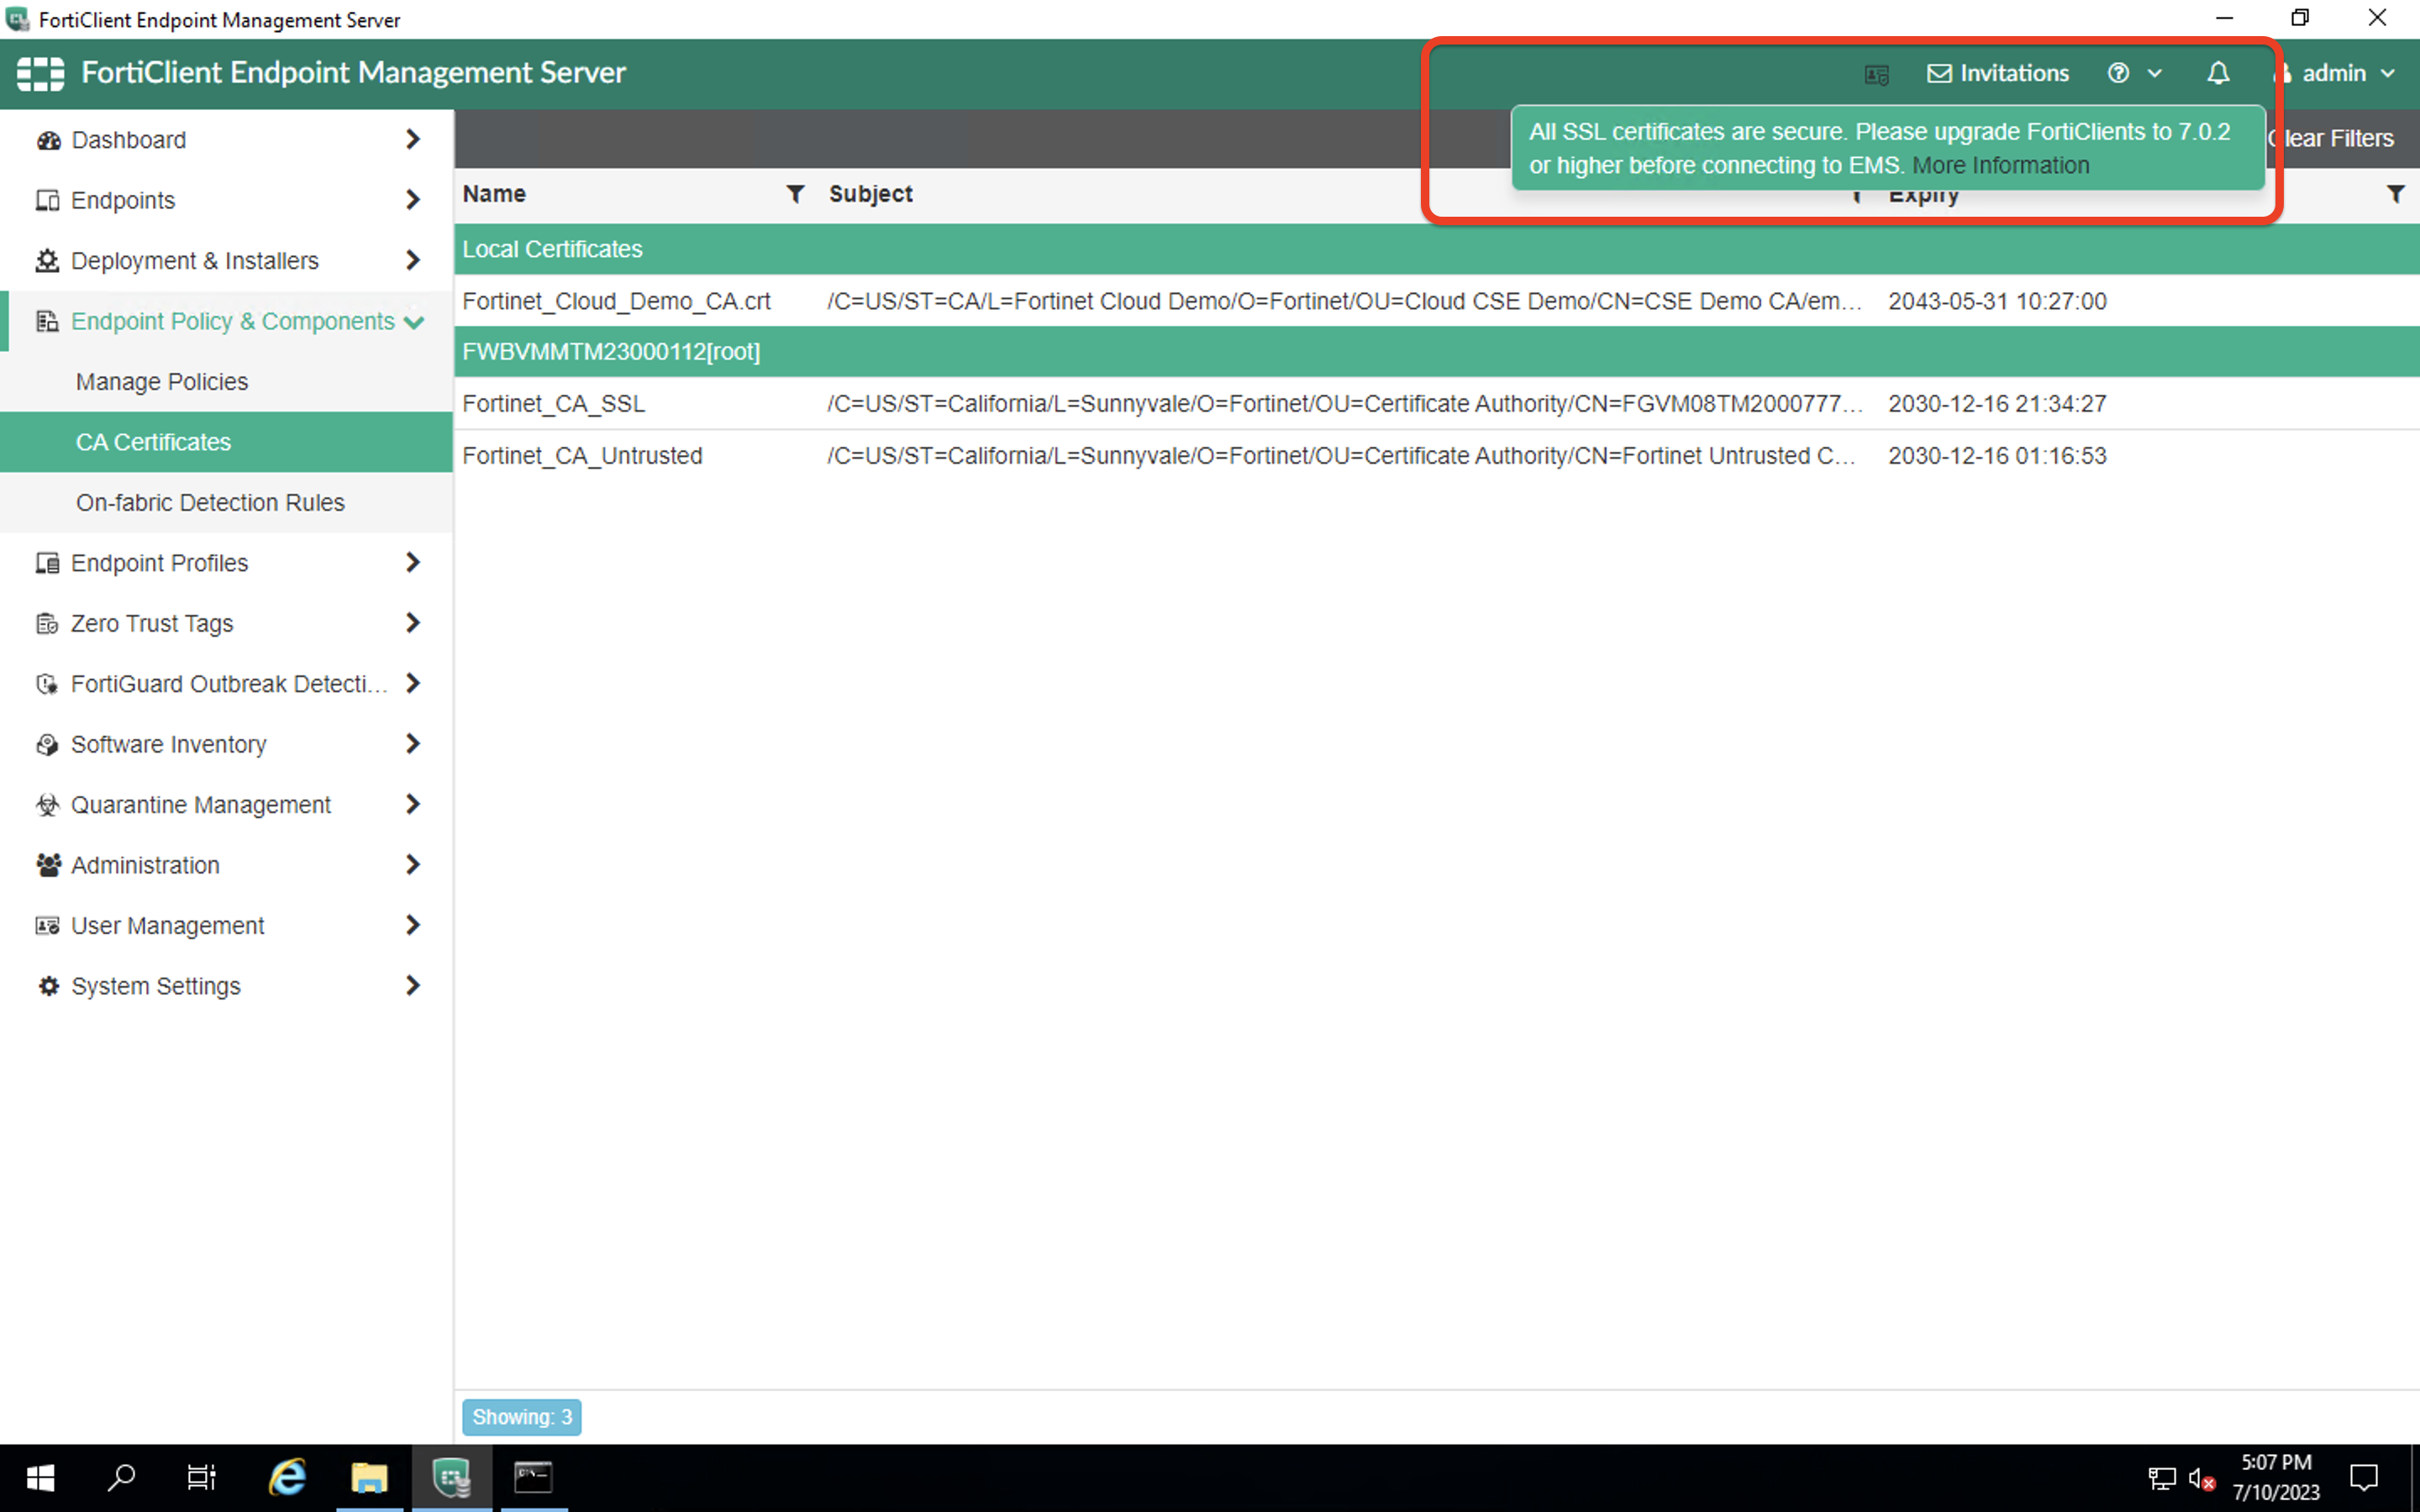 FortiClient Endpoint Management Server
FortiClient Endpoint Management Server
Invitations
admin
All SSL certificates are secure. Please upgrade FortiClients to 7.0.2
or higher before connecting to EMS. More Information
Clear Filters
Dashboard
Endpoints
Deployment & Installers
Endpoint Policy & Components
Manage Policies
CA Certificates
On-fabric Detection Rules
Endpoint Profiles
Zero Trust Tags
FortiGuard Outbreak Detecti...
Software Inventory
Quarantine Management
Administration
User Management
System Settings
Name Subject Expiry
Local Certificates
Fortinet_Cloud_Demo_CA.crt /C=US/ST=CA/L=Fortinet Cloud Demo/O=Fortinet/OU=Cloud CSE Demo/CN=CSE Demo CA/em... 2043-05-31 10:27:00
FWBVMMTM23000112[root]
Fortinet_CA_SSL /C=US/ST=California/L=Sunnyvale/O=Fortinet/OU=Certificate Authority/CN=FGVM08TM2000777... 2030-12-16 21:34:27
Fortinet_CA_Untrusted /C=US/ST=California/L=Sunnyvale/O=Fortinet/OU=Certificate Authority/CN=Fortinet Untrusted C... 2030-12-16 01:16:53
Showing: 3
5:07 PM
7/10/2023